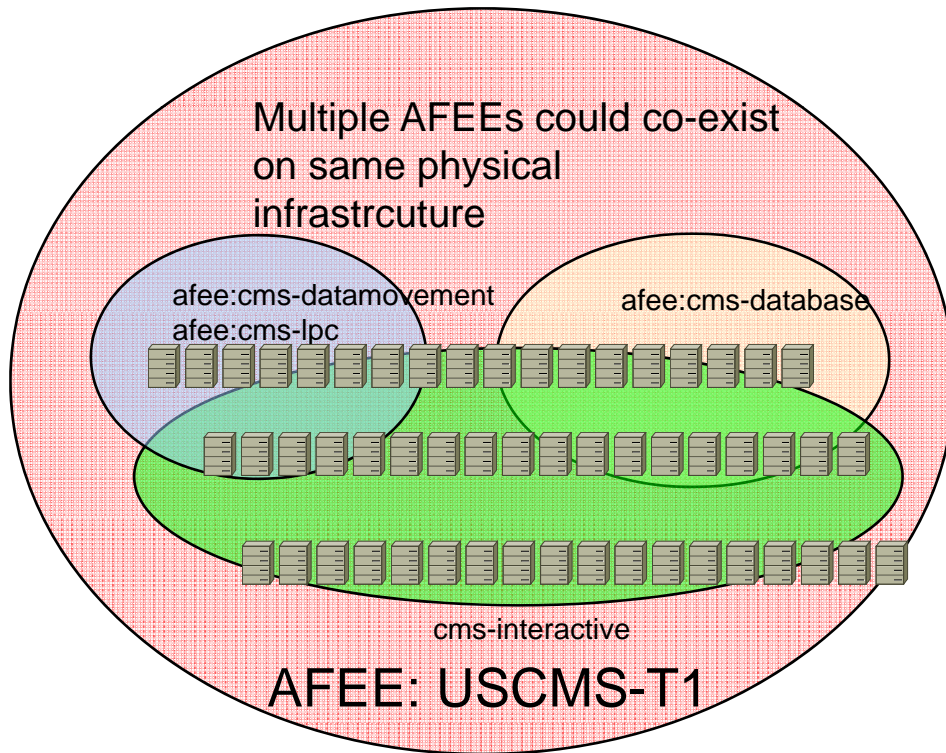 Multiple AFEEs could co-exist
on same physical
infrastrcuture
afee:cms-datamovement
afee:cms-lpc
afee:cms-database
cms-interactive
AFEE: USCMS-T1